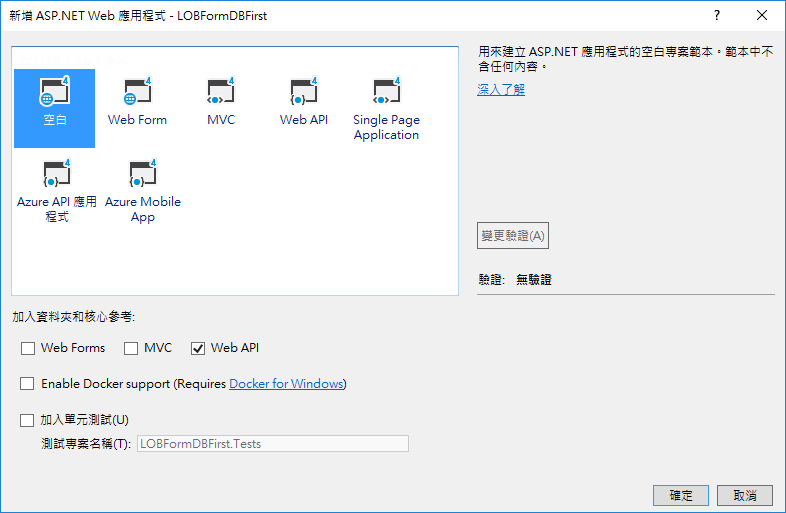 新增 ASP.NET Web 應用程式 - LOBFormDBFirst
?
空白
Web Form
MVC
Web API
Single Page
Application
Azure API 應用
程式
Azure Mobile
App
用來建立 ASP.NET 應用程式的空白專案範本。範本中不
含任何內容。
深入了解
變更驗證(A)
驗證: 無驗證
加入資料夾和核心參考:
Web Forms MVC Web API
Enable Docker support (Requires Docker for Windows)
加入單元測試(U)
測試專案名稱(T): LOBFormDBFirst.Tests
確定 取消